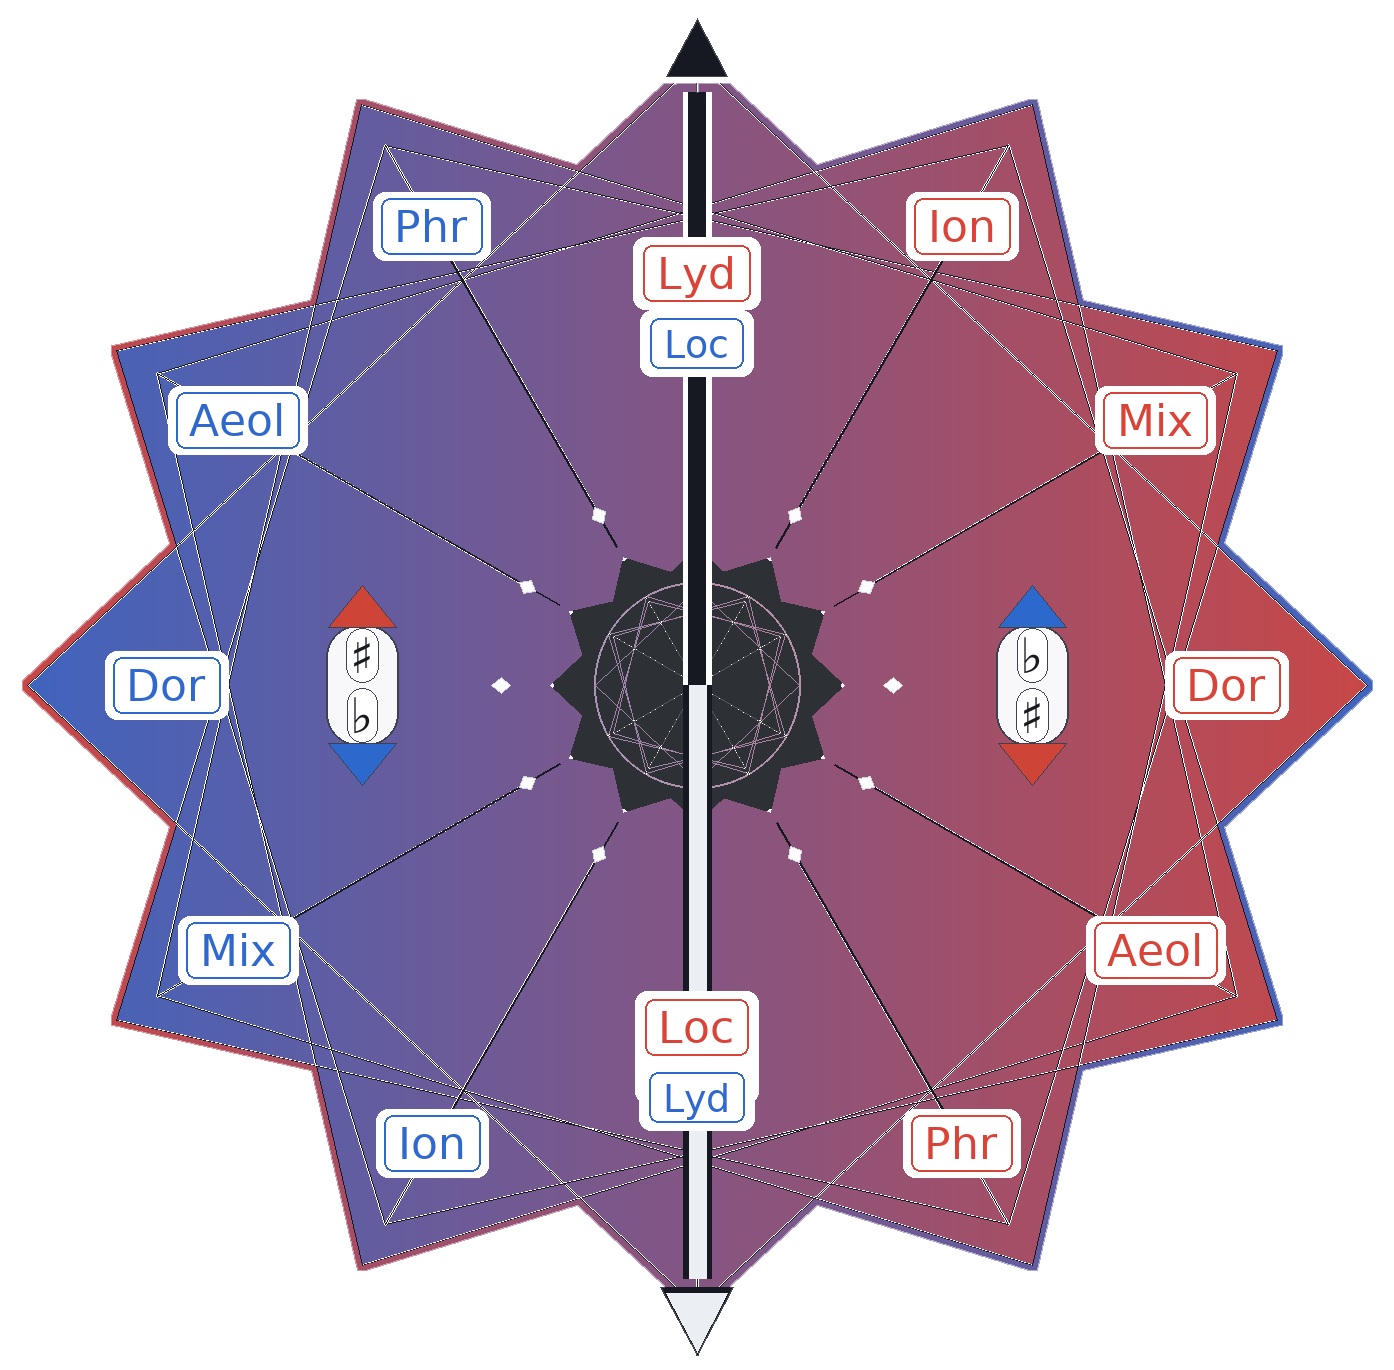 Phr
Ion
Lyd
Loc
Aeol
Mix
♯
♭
Dor
Dor
♭
♯
Mix
Aeol
Loc
Lyd
Ion
Phr